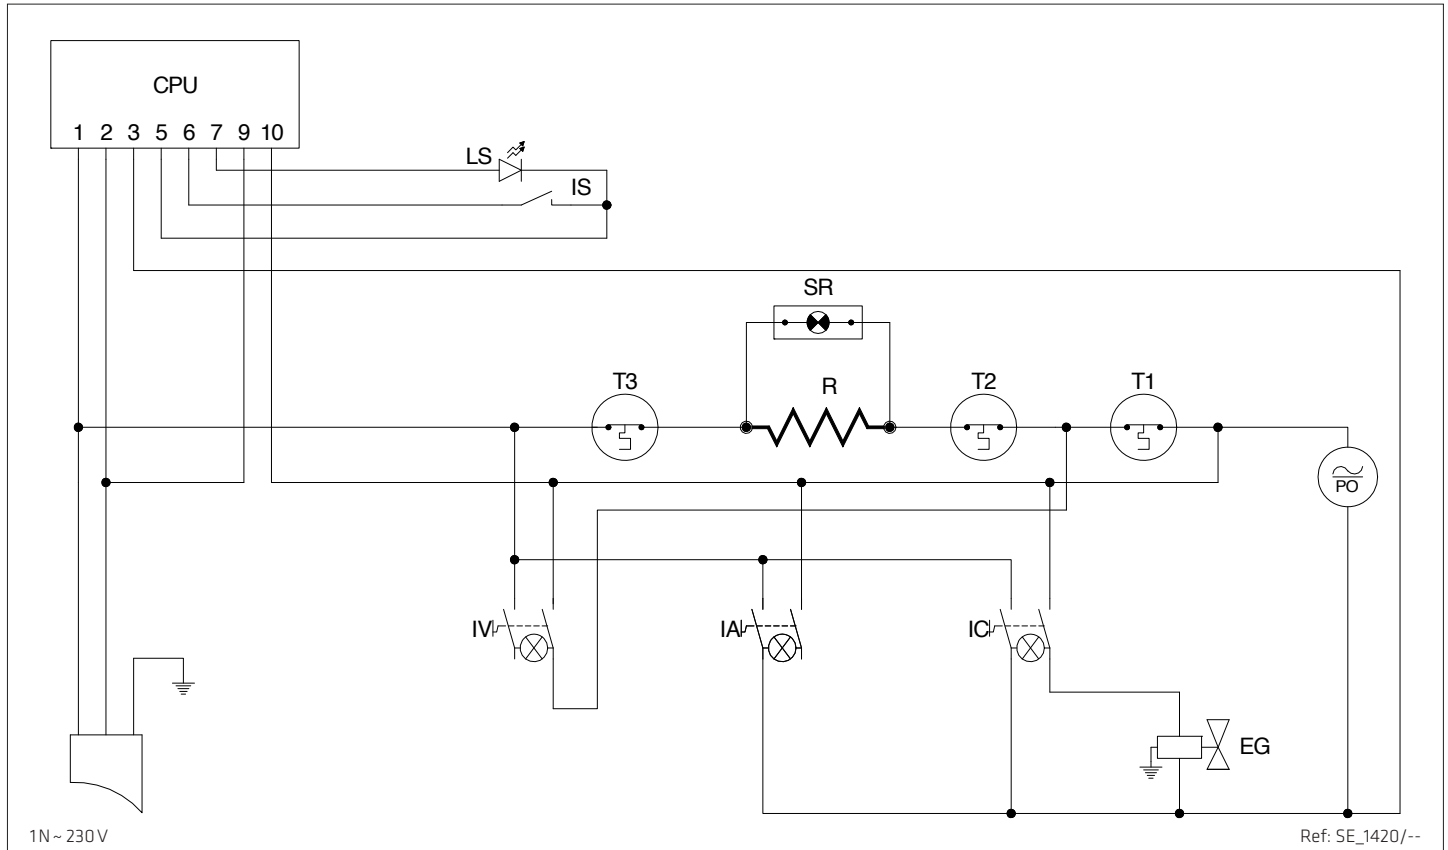 CPU
1 2 3 5 6 7 9 10
LS
IS
SR
T3
R
T2
T1
PO
IV
IA
IC
EG
1N~230V
Ref: SE_1420/--